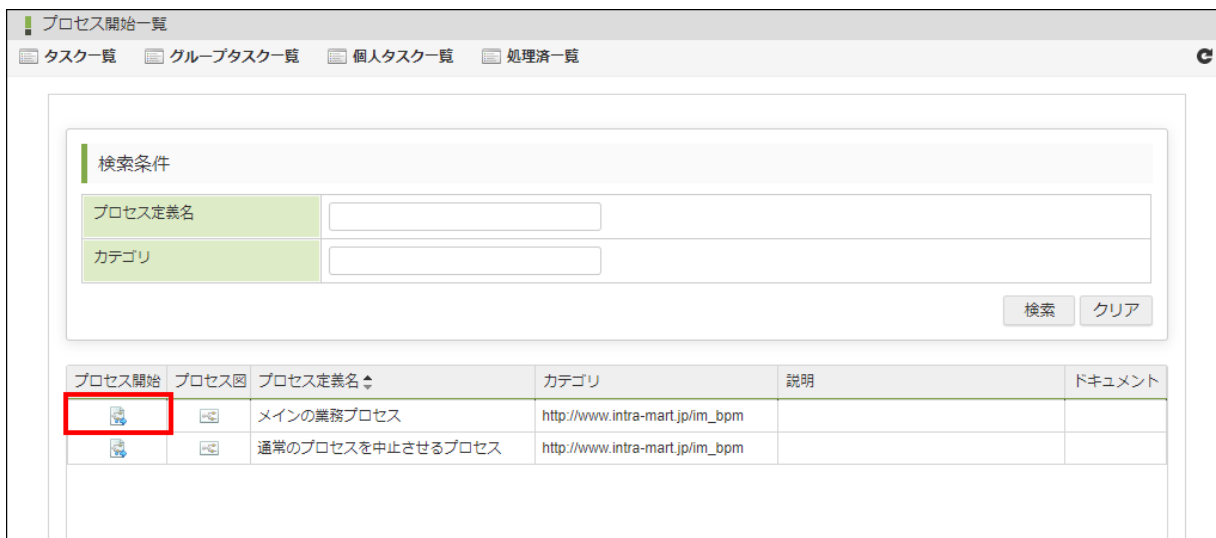 プロセス開始一覧
タスク一覧 グループタスク一覧 個人タスク一覧 処理済一覧
検索条件
プロセス定義名
カテゴリ
検索 クリア
プロセス開始 プロセス図 プロセス定義名 カテゴリ 説明 ドキュメント
メインの業務プロセス http://www.intra-mart.jp/im_bpm
通常のプロセスを中止させるプロセス http://www.intra-mart.jp/im_bpm